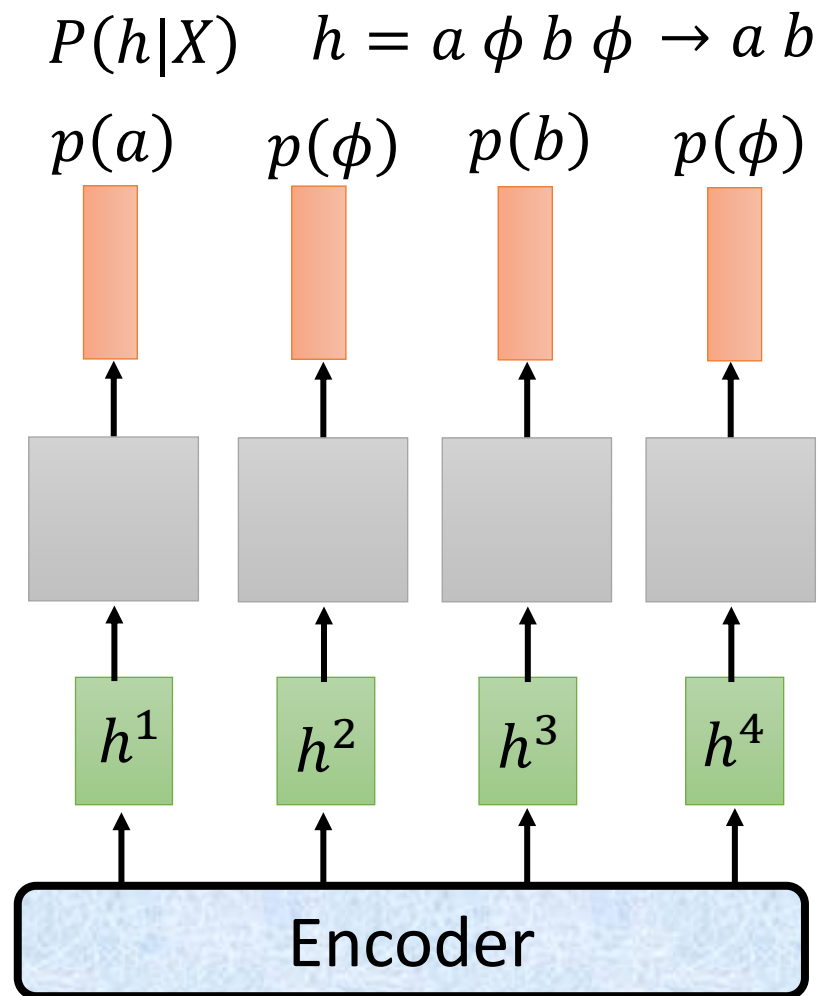 P(h|X) h = a ϕ b ϕ → a b
p(a) p(ϕ) p(b) p(ϕ)
h¹ h² h³ h⁴
Encoder